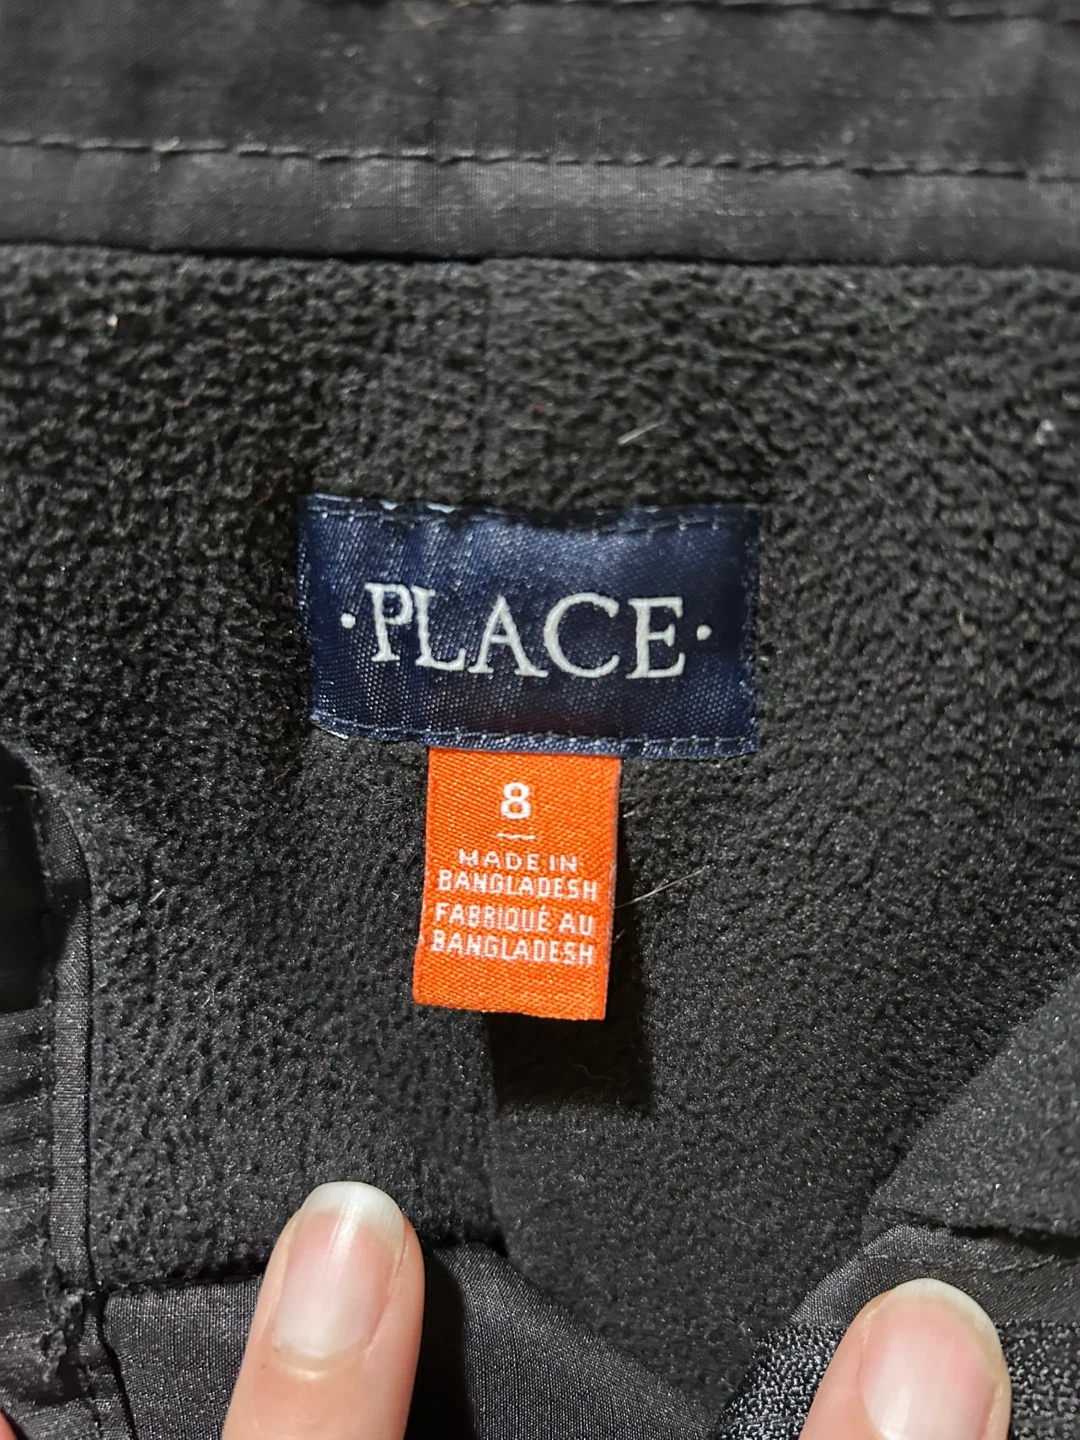 ·PLACE·
8
MADE IN
BANGLADESH
FABRIQUÉ AU
BANGLADESH